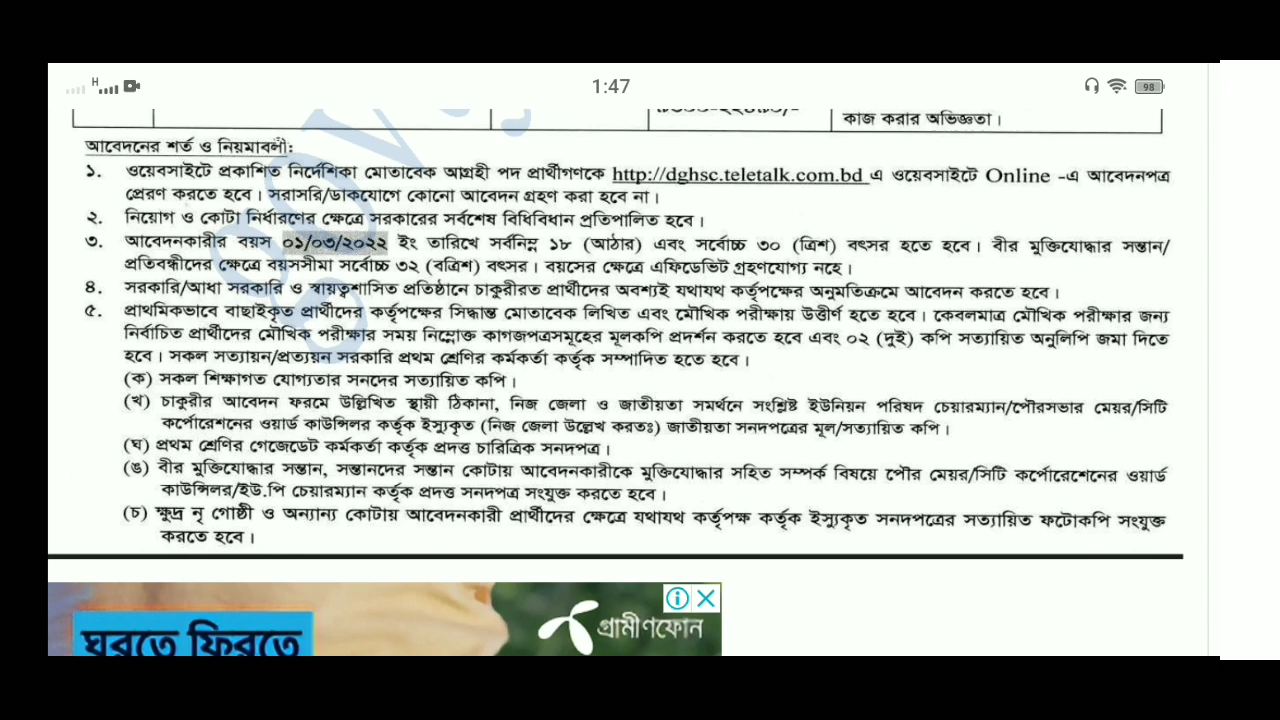 H
1:47
98
কাজ করার অভিজ্ঞতা।
আবেদনের শর্ত ও নিয়মাবলী:
১. ওয়েবসাইটে প্রকাশিত নির্দেশিকা মোতাবেক আগ্রহী পদ প্রার্থীগণকে http://dghsc.teletalk.com.bd এ ওয়েবসাইটে Online -এ আবেদনপত্র
প্রেরণ করতে হবে। সরাসরি/ডাকযোগে কোনো আবেদন গ্রহণ করা হবে না।
২. নিয়োগ ও কোটা নির্ধারণের ক্ষেত্রে সরকারের সর্বশেষ বিধিবিধান প্রতিপালিত হবে।
৩. আবেদনকারীর বয়স ০১/০৩/২০২২ ইং তারিখে সর্বনিম্ন ১৮ (আঠার) এবং সর্বোচ্চ ৩০ (ত্রিশ) বৎসর হতে হবে। বীর মুক্তিযোদ্ধার সন্তান/
প্রতিবন্ধীদের ক্ষেত্রে বয়সসীমা সর্বোচ্চ ৩২ (বত্রিশ) বৎসর। বয়সের ক্ষেত্রে এফিডেভিট গ্রহণযোগ্য নহে।
৪. সরকারি/আধা সরকারি ও স্বায়ত্বশাসিত প্রতিষ্ঠানে চাকুরীরত প্রার্থীদের অবশ্যই যথাযথ কর্তৃপক্ষের অনুমতিক্রমে আবেদন করতে হবে।
৫. প্রাথমিকভাবে বাছাইকৃত প্রার্থীদের কর্তৃপক্ষের সিদ্ধান্ত মোতাবেক লিখিত এবং মৌখিক পরীক্ষায় উত্তীর্ণ হতে হবে। কেবলমাত্র মৌখিক পরীক্ষার জন্য
নির্বাচিত প্রার্থীদের মৌখিক পরীক্ষার সময় নিম্নোক্ত কাগজপত্রসমূহের মূলকপি প্রদর্শন করতে হবে এবং ০২ (দুই) কপি সত্যায়িত অনুলিপি জমা দিতে
হবে। সকল সত্যায়ন/প্রত্যয়ন সরকারি প্রথম শ্রেণির কর্মকর্তা কর্তৃক সম্পাদিত হতে হবে।
(ক) সকল শিক্ষাগত যোগ্যতার সনদের সত্যায়িত কপি।
(খ) চাকুরীর আবেদন ফরমে উল্লিখিত স্থায়ী ঠিকানা, নিজ জেলা ও জাতীয়তা সমর্থনে সংশ্লিষ্ট ইউনিয়ন পরিষদ চেয়ারম্যান/পৌরসভার মেয়র/সিটি
কর্পোরেশনের ওয়ার্ড কাউন্সিলর কর্তৃক ইস্যুকৃত (নিজ জেলা উল্লেখ করতঃ) জাতীয়তা সনদপত্রের মূল/সত্যায়িত কপি।
(ঘ) প্রথম শ্রেণির গেজেডেট কর্মকর্তা কর্তৃক প্রদত্ত চারিত্রিক সনদপত্র।
(ঙ) বীর মুক্তিযোদ্ধার সন্তান, সন্তানদের সন্তান কোটায় আবেদনকারীকে মুক্তিযোদ্ধার সহিত সম্পর্ক বিষয়ে পৌর মেয়র/সিটি কর্পোরেশনের ওয়ার্ড
কাউন্সিলর/ইউ.পি চেয়ারম্যান কর্তৃক প্রদত্ত সনদপত্র সংযুক্ত করতে হবে।
(চ) ক্ষুদ্র নৃ গোষ্ঠী ও অন্যান্য কোটায় আবেদনকারী প্রার্থীদের ক্ষেত্রে যথাযথ কর্তৃপক্ষ কর্তৃক ইস্যুকৃত সনদপত্রের সত্যায়িত ফটোকপি সংযুক্ত
করতে হবে।
গ্রামীণফোন
ঘুরতে ফিরতে